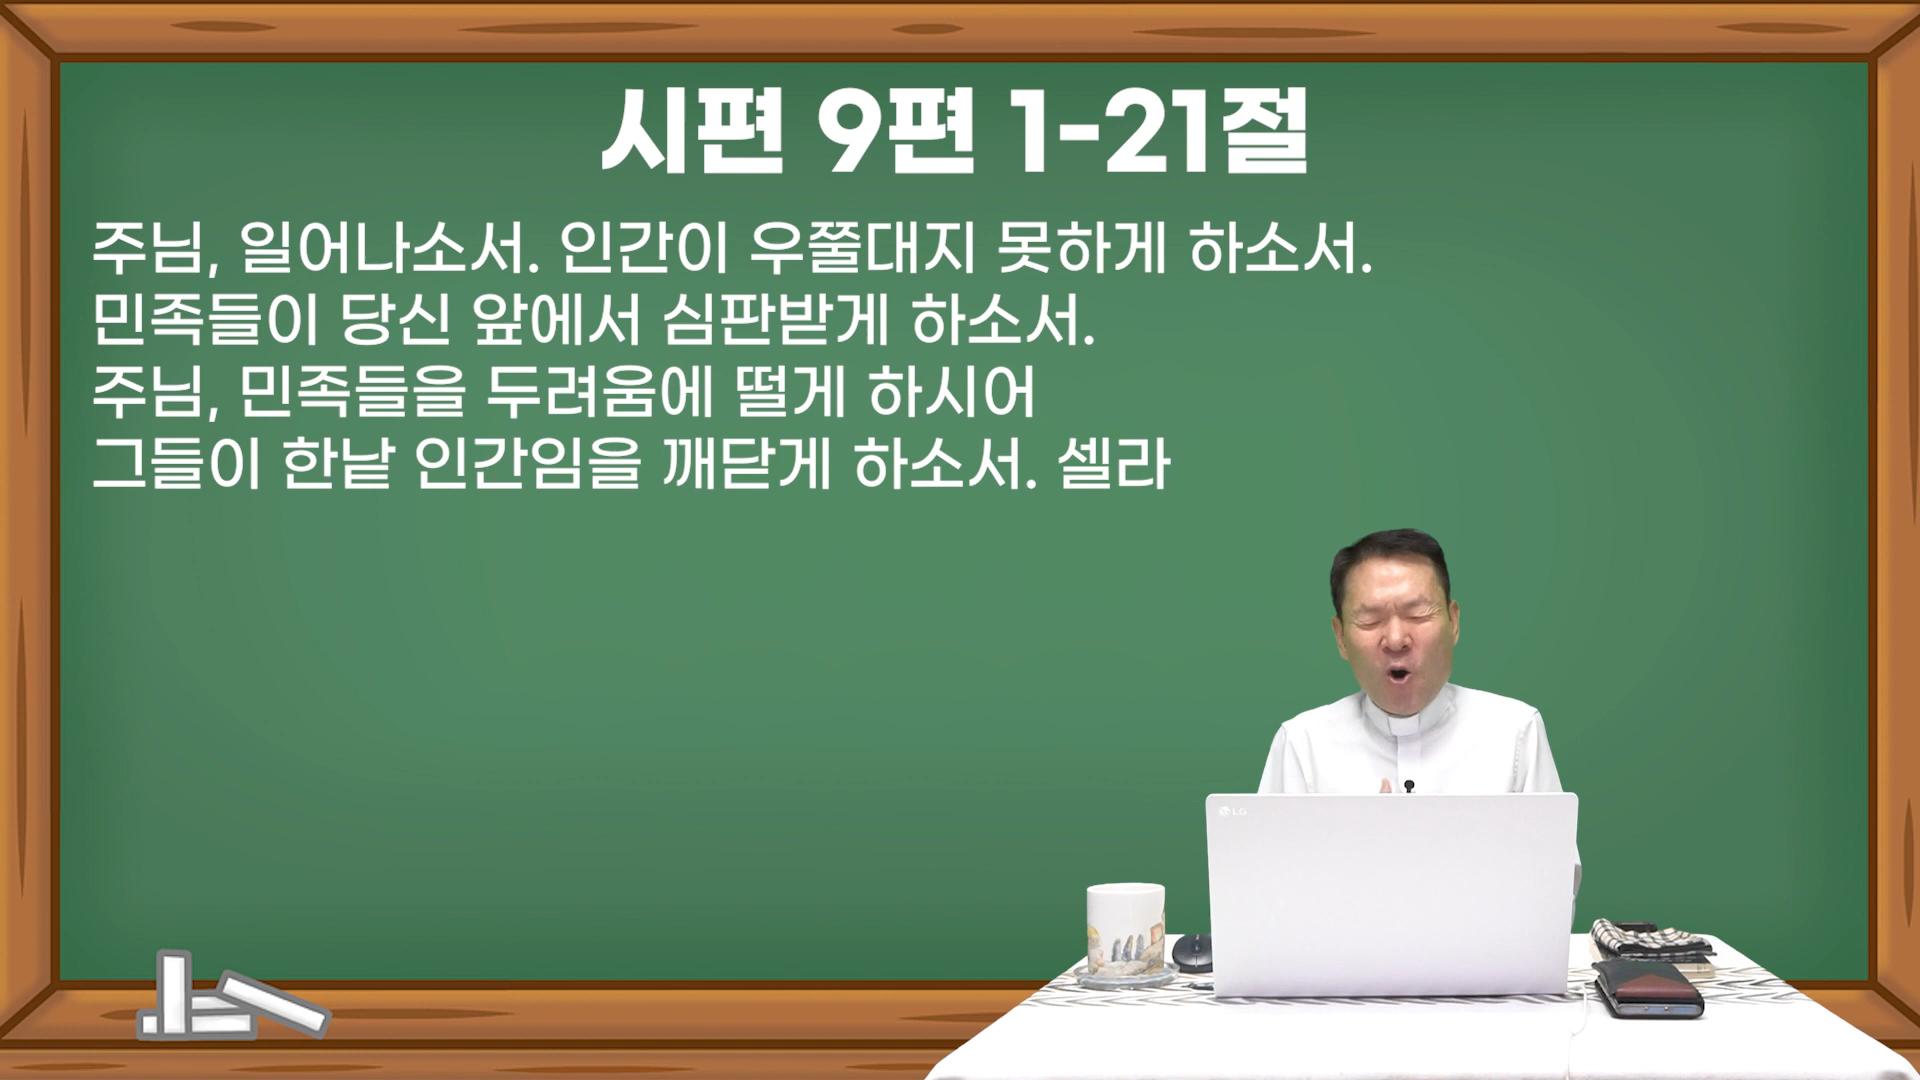 시편 9편 1-21절
주님, 일어나소서. 인간이 우쭐대지 못하게 하소서.
민족들이 당신 앞에서 심판받게 하소서.
주님, 민족들을 두려움에 떨게 하시어
그들이 한낱 인간임을 깨닫게 하소서. 셀라
LG